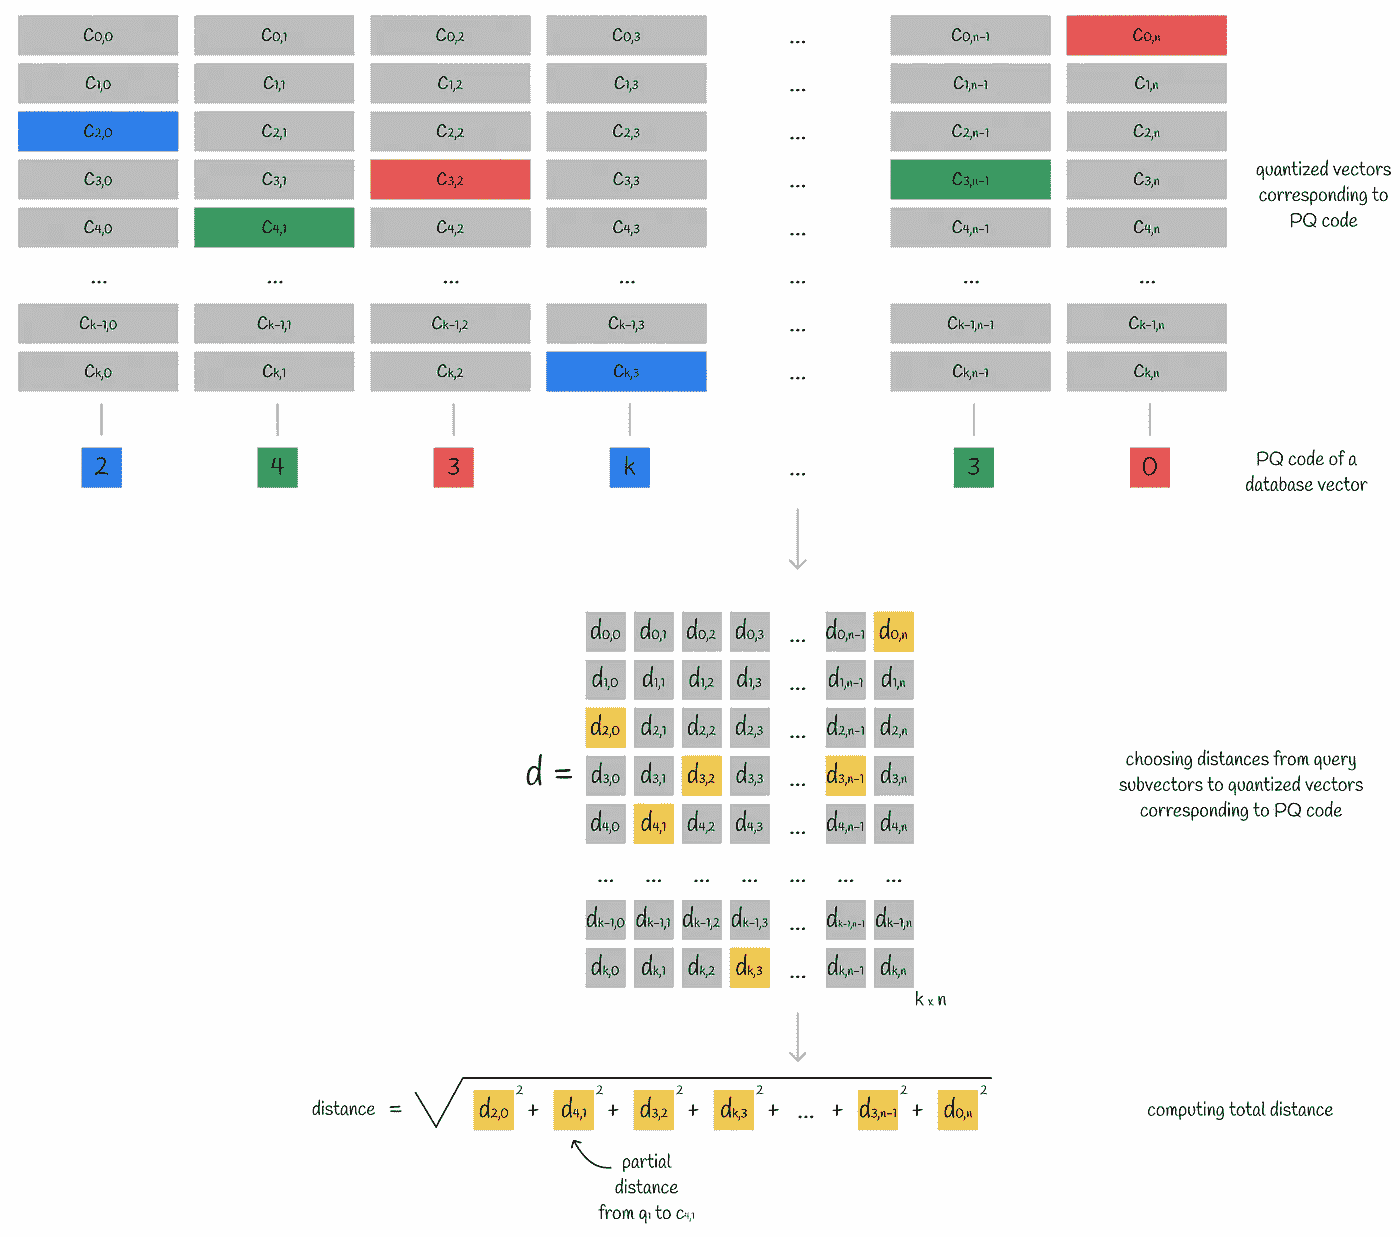 c0,0 c0,1 c0,2 c0,3 ... c0,n-1 c0,n
c1,0 c1,1 c1,2 c1,3 ... c1,n-1 c1,n
c2,0 c2,1 c2,2 c2,3 ... c2,n-1 c2,n
c3,0 c3,1 c3,2 c3,3 ... c3,n-1 c3,n
c4,0 c4,1 c4,2 c4,3 ... c4,n-1 c4,n
... ... ... ... ... ... ...
ck-1,0 ck-1,1 ck-1,2 ck-1,3 ... ck-1,n-1 ck-1,n
ck,0 ck,1 ck,2 ck,3 ... ck,n-1 ck,n
quantized vectors
corresponding to
PQ code
2 4 3 k ... 3 0
PQ code of a
database vector
d0,0 d0,1 d0,2 d0,3 ... d0,n-1 d0,n
d1,0 d1,1 d1,2 d1,3 ... d1,n-1 d1,n
d2,0 d2,1 d2,2 d2,3 ... d2,n-1 d2,n
d = d3,0 d3,1 d3,2 d3,3 ... d3,n-1 d3,n
d4,0 d4,1 d4,2 d4,3 ... d4,n-1 d4,n
... ... ... ... ... ... ...
dk-1,0 dk-1,1 dk-1,2 dk-1,3 ... dk-1,n-1 dk-1,n
dk,0 dk,1 dk,2 dk,3 ... dk,n-1 dk,n
k x n
choosing distances from query
subvectors to quantized vectors
corresponding to PQ code
distance = √ d2,0² + d4,1² + d3,2² + dk,3² + ... + d3,n-1² + d0,n²
computing total distance
partial
distance
from q1 to c4,1